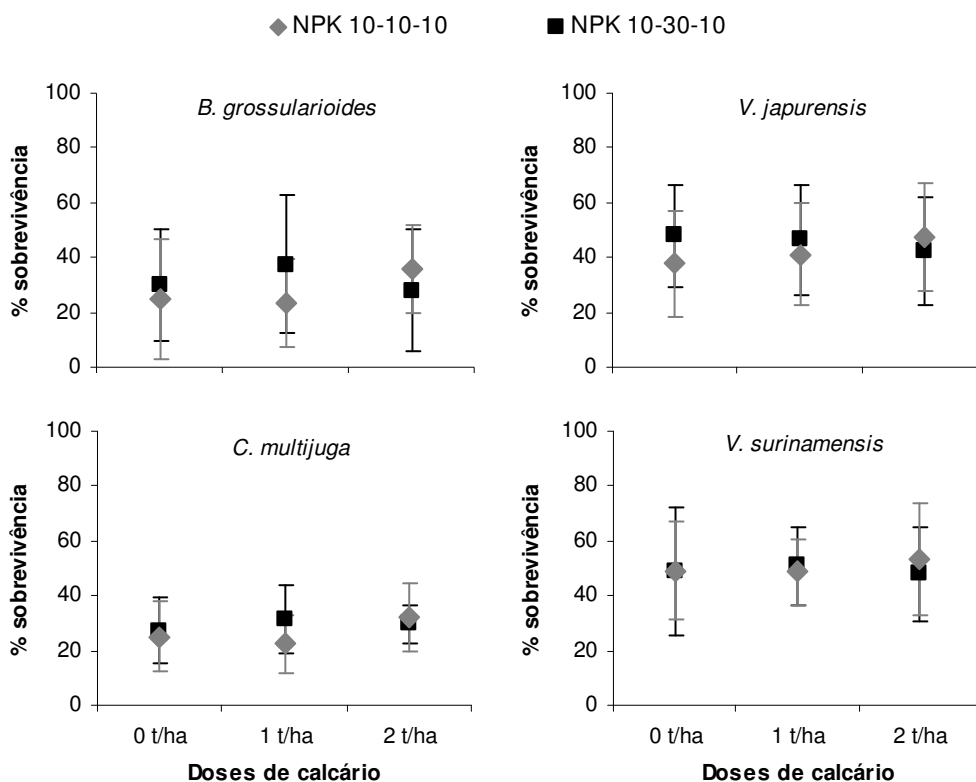 NPK 10-10-10 NPK 10-30-10
B. grossularioides
% sobrevivência
100
80
60
40
20
0
V. japurensis
% sobrevivência
100
80
60
40
20
0
C. multijuga
% sobrevivência
100
80
60
40
20
0
0 t/ha 1 t/ha 2 t/ha
Doses de calcário
V. surinamensis
% sobrevivência
100
80
60
40
20
0
0 t/ha 1 t/ha 2 t/ha
Doses de calcário